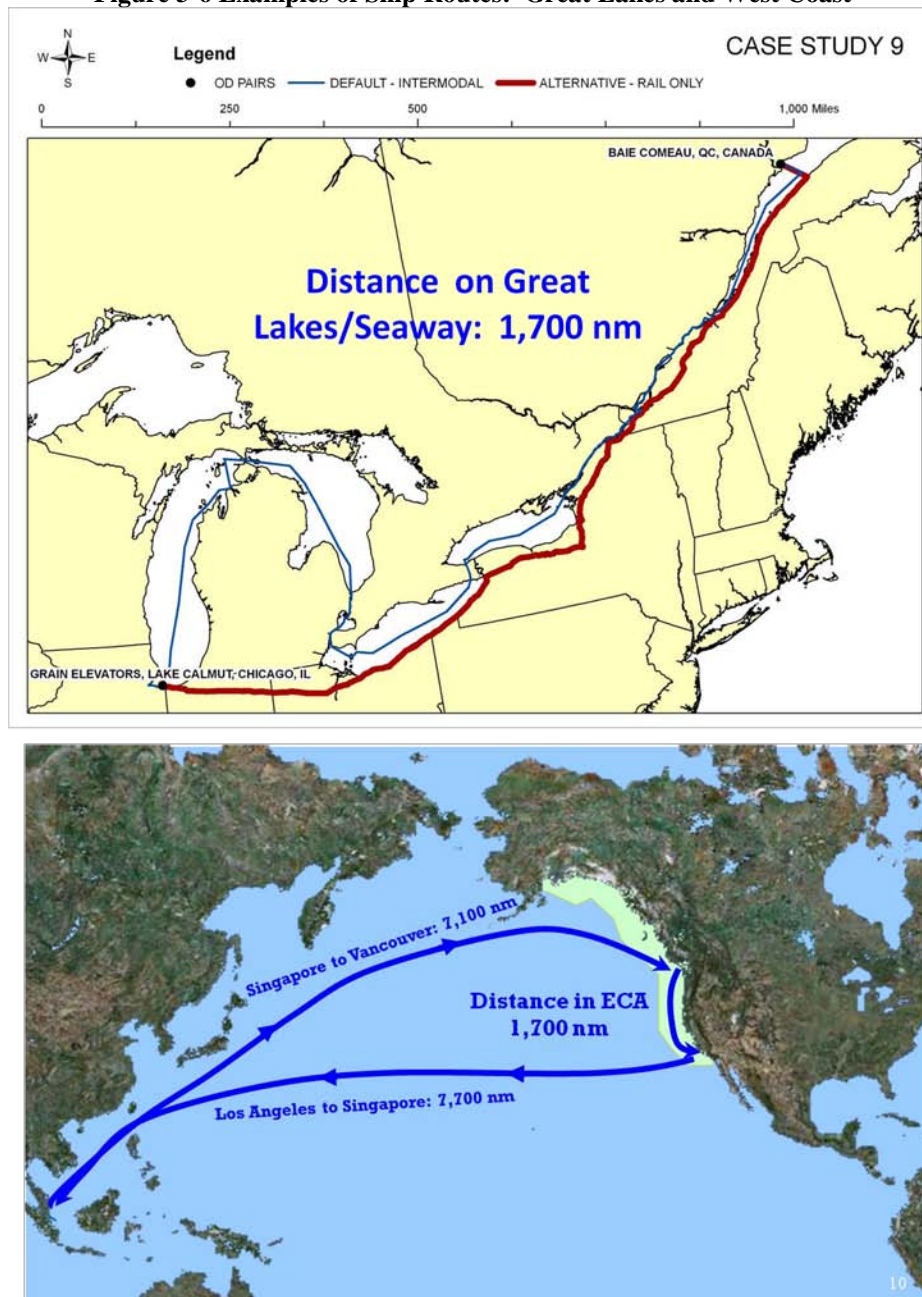 Figure 3-6 Examples of Ship Routes: Great Lakes and West Coast
N
W E
S
Legend
CASE STUDY 9
OD PAIRS DEFAULT - INTERMODAL ALTERNATIVE - RAIL ONLY
0 250 500 1,000 Miles
BAIE COMEAU, QC, CANADA
Distance on Great
Lakes/Seaway: 1,700 nm
GRAIN ELEVATORS, LAKE CALMUT, CHICAGO, IL
Singapore to Vancouver: 7,100 nm
Distance in ECA
1,700 nm
Los Angeles to Singapore: 7,700 nm
10